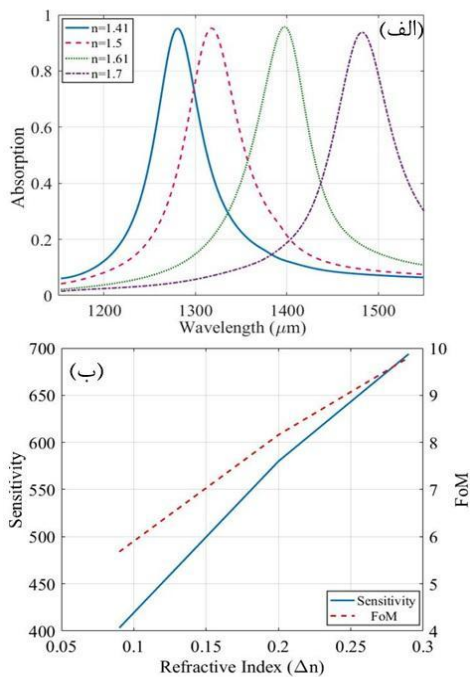 (الف)
n=1.41
n=1.5
n=1.61
n=1.7
Absorption
1
0.8
0.6
0.4
0.2
0
1200 1300 1400 1500
Wavelength (μm)
(ب)
Sensitivity
700
650
600
550
500
450
400
FoM
10
9
8
7
6
5
4
Sensitivity
FoM
0.05 0.1 0.15 0.2 0.25 0.3
Refractive Index (Δn)